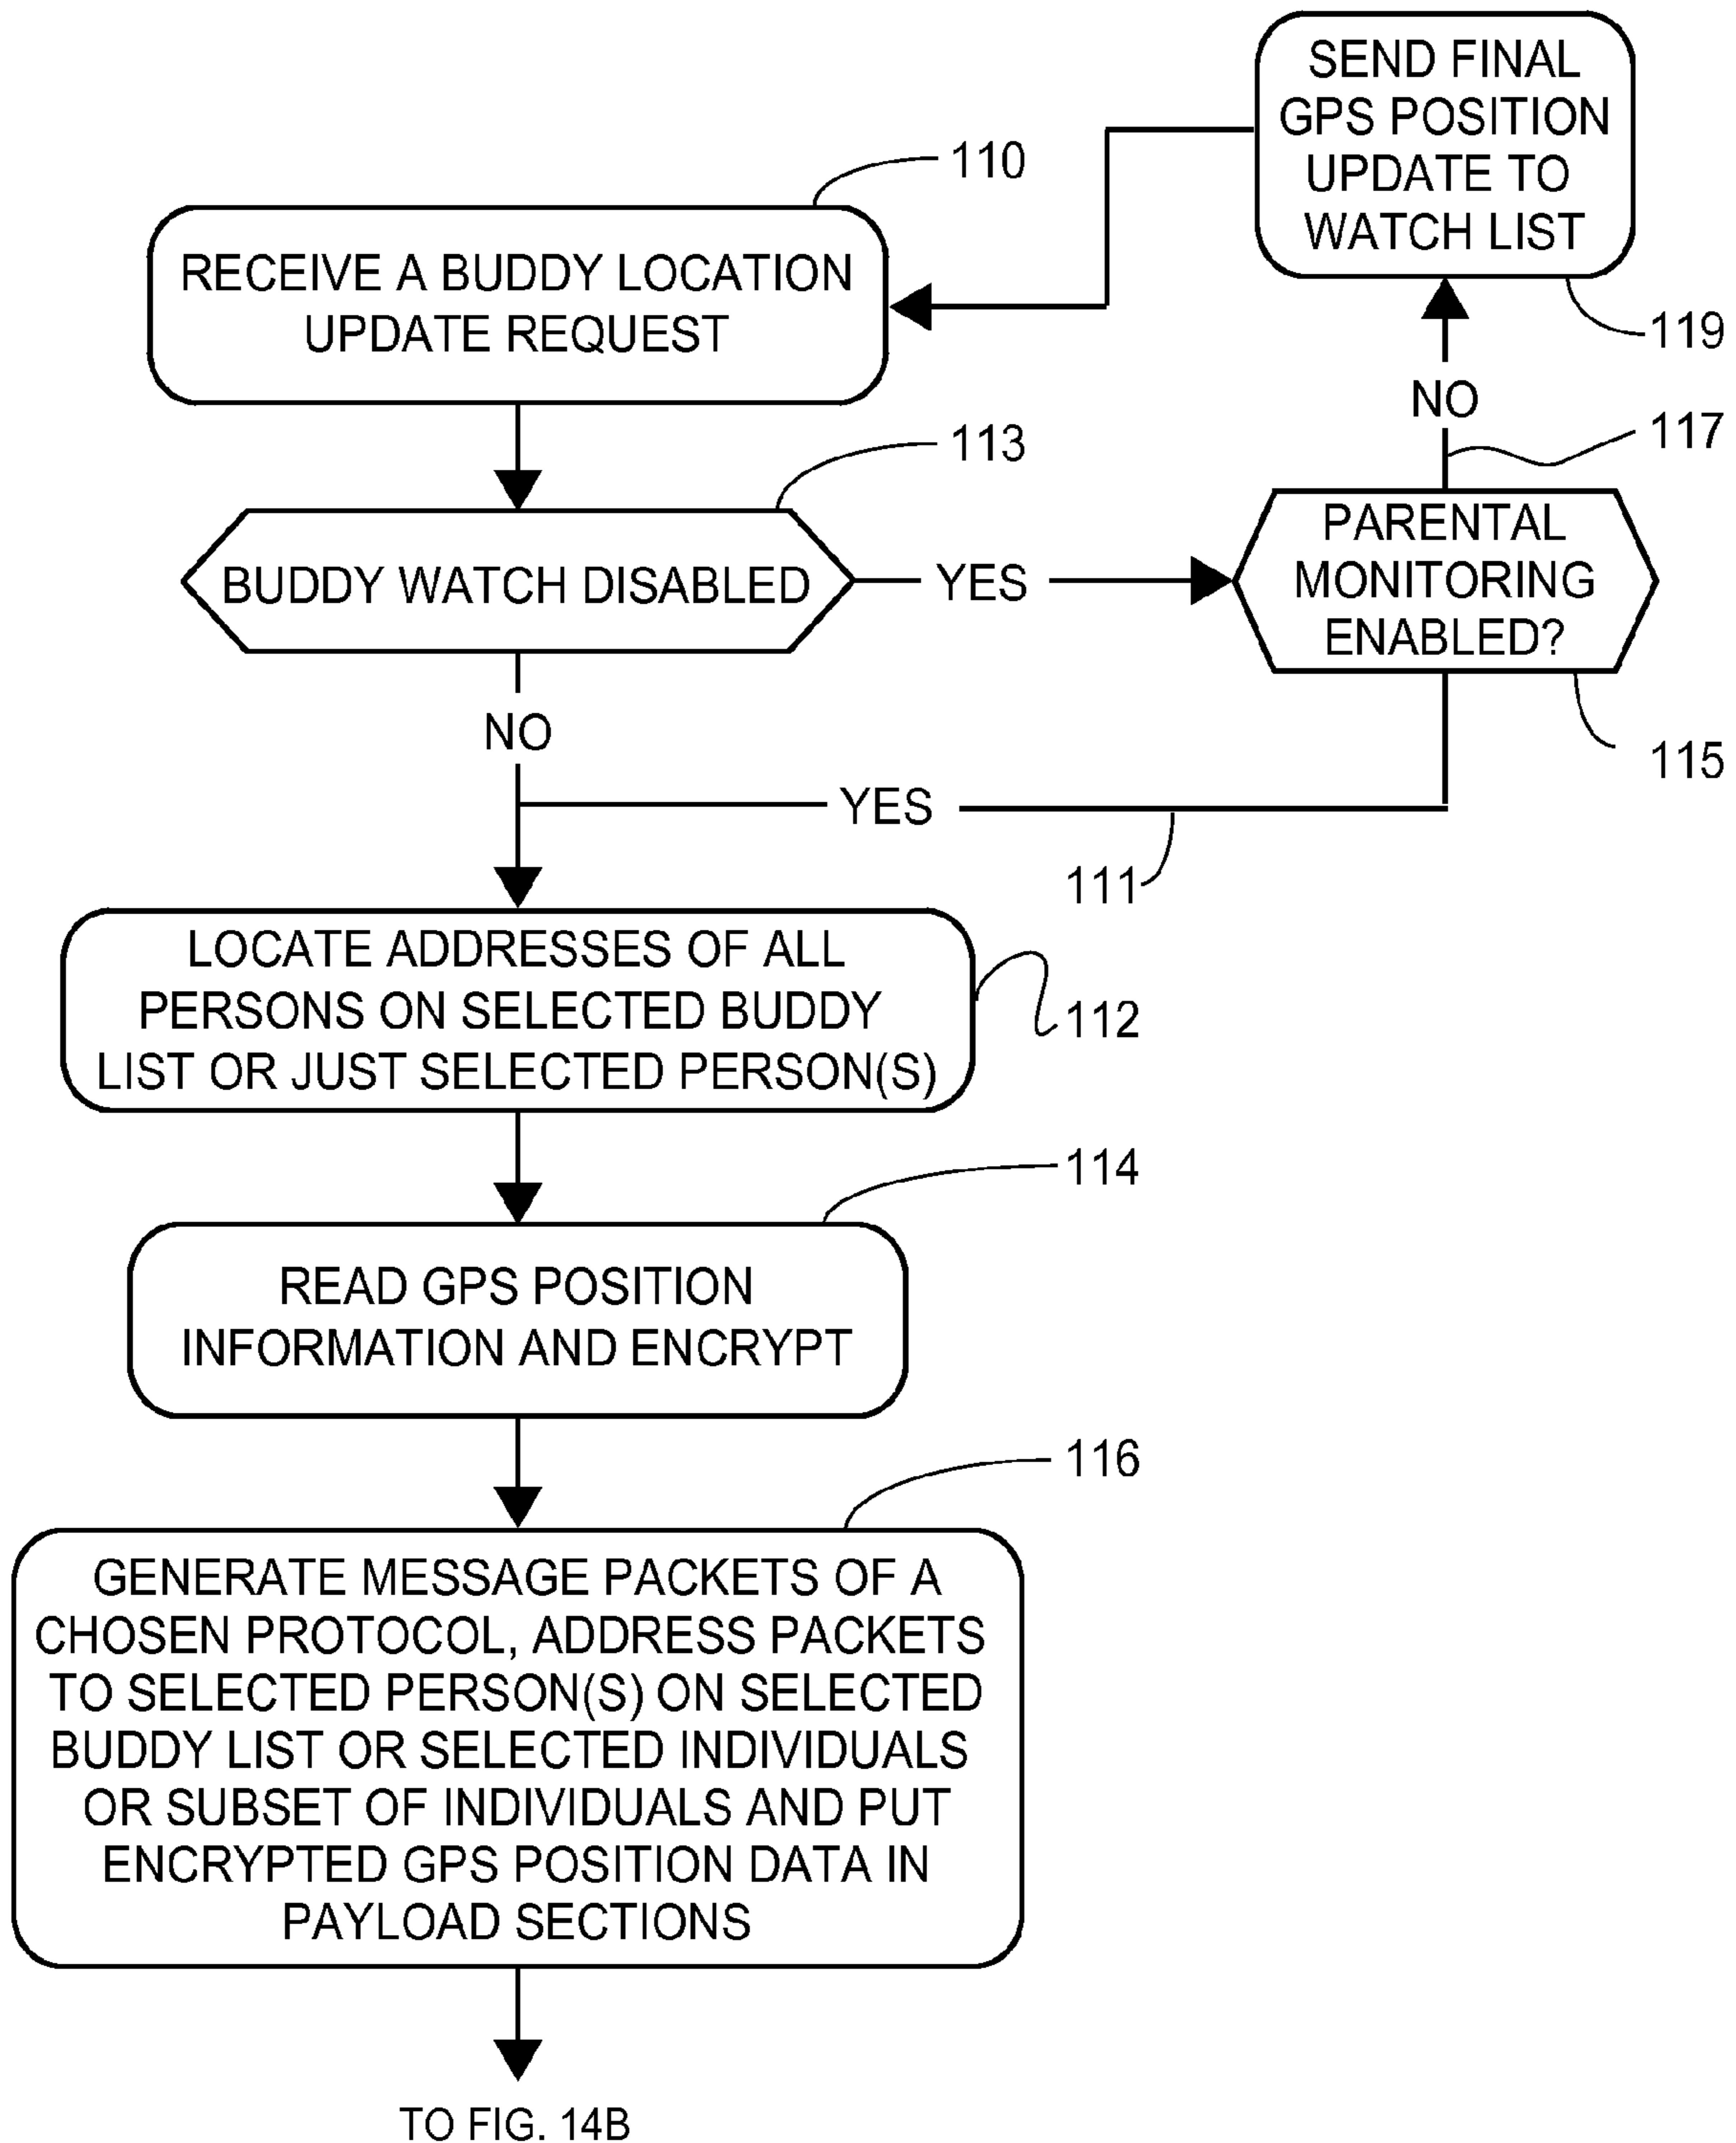 SEND FINAL
GPS POSITION
UPDATE TO
WATCH LIST
110
RECEIVE A BUDDY LOCATION
UPDATE REQUEST
119
NO
117
113
BUDDY WATCH DISABLED
YES
PARENTAL
MONITORING
ENABLED?
NO
115
YES
111
LOCATE ADDRESSES OF ALL
PERSONS ON SELECTED BUDDY
LIST OR JUST SELECTED PERSON(S)
112
114
READ GPS POSITION
INFORMATION AND ENCRYPT
116
GENERATE MESSAGE PACKETS OF A
CHOSEN PROTOCOL, ADDRESS PACKETS
TO SELECTED PERSON(S) ON SELECTED
BUDDY LIST OR SELECTED INDIVIDUALS
OR SUBSET OF INDIVIDUALS AND PUT
ENCRYPTED GPS POSITION DATA IN
PAYLOAD SECTIONS
TO FIG. 14B